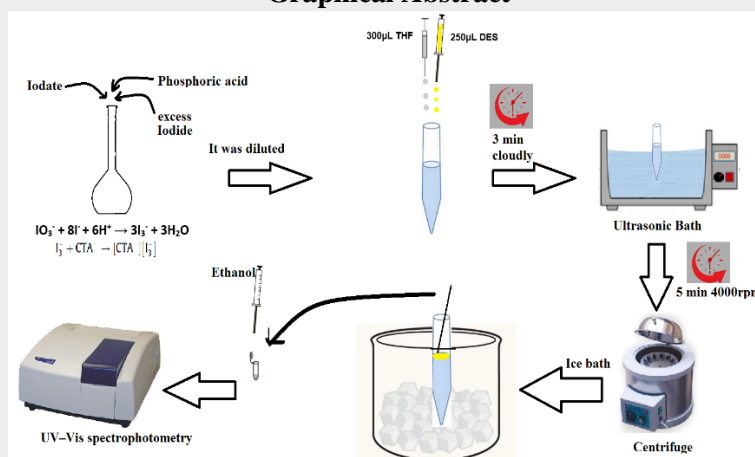 Graphical Abstract
300µL THF
250µL DES
Iodate
Phosphoric acid
excess
Iodide
It was diluted
3 min
cloudly
Ultrasonic Bath
IO₃⁻ + 8I⁻ + 6H⁺ → 3I₃⁻ + 3H₂O
I₃⁻ + CTA → [CTA ][I₃⁻]
Ethanol
5 min 4000rpm
Ice bath
UV–Vis spectrophotometry
Centrifuge